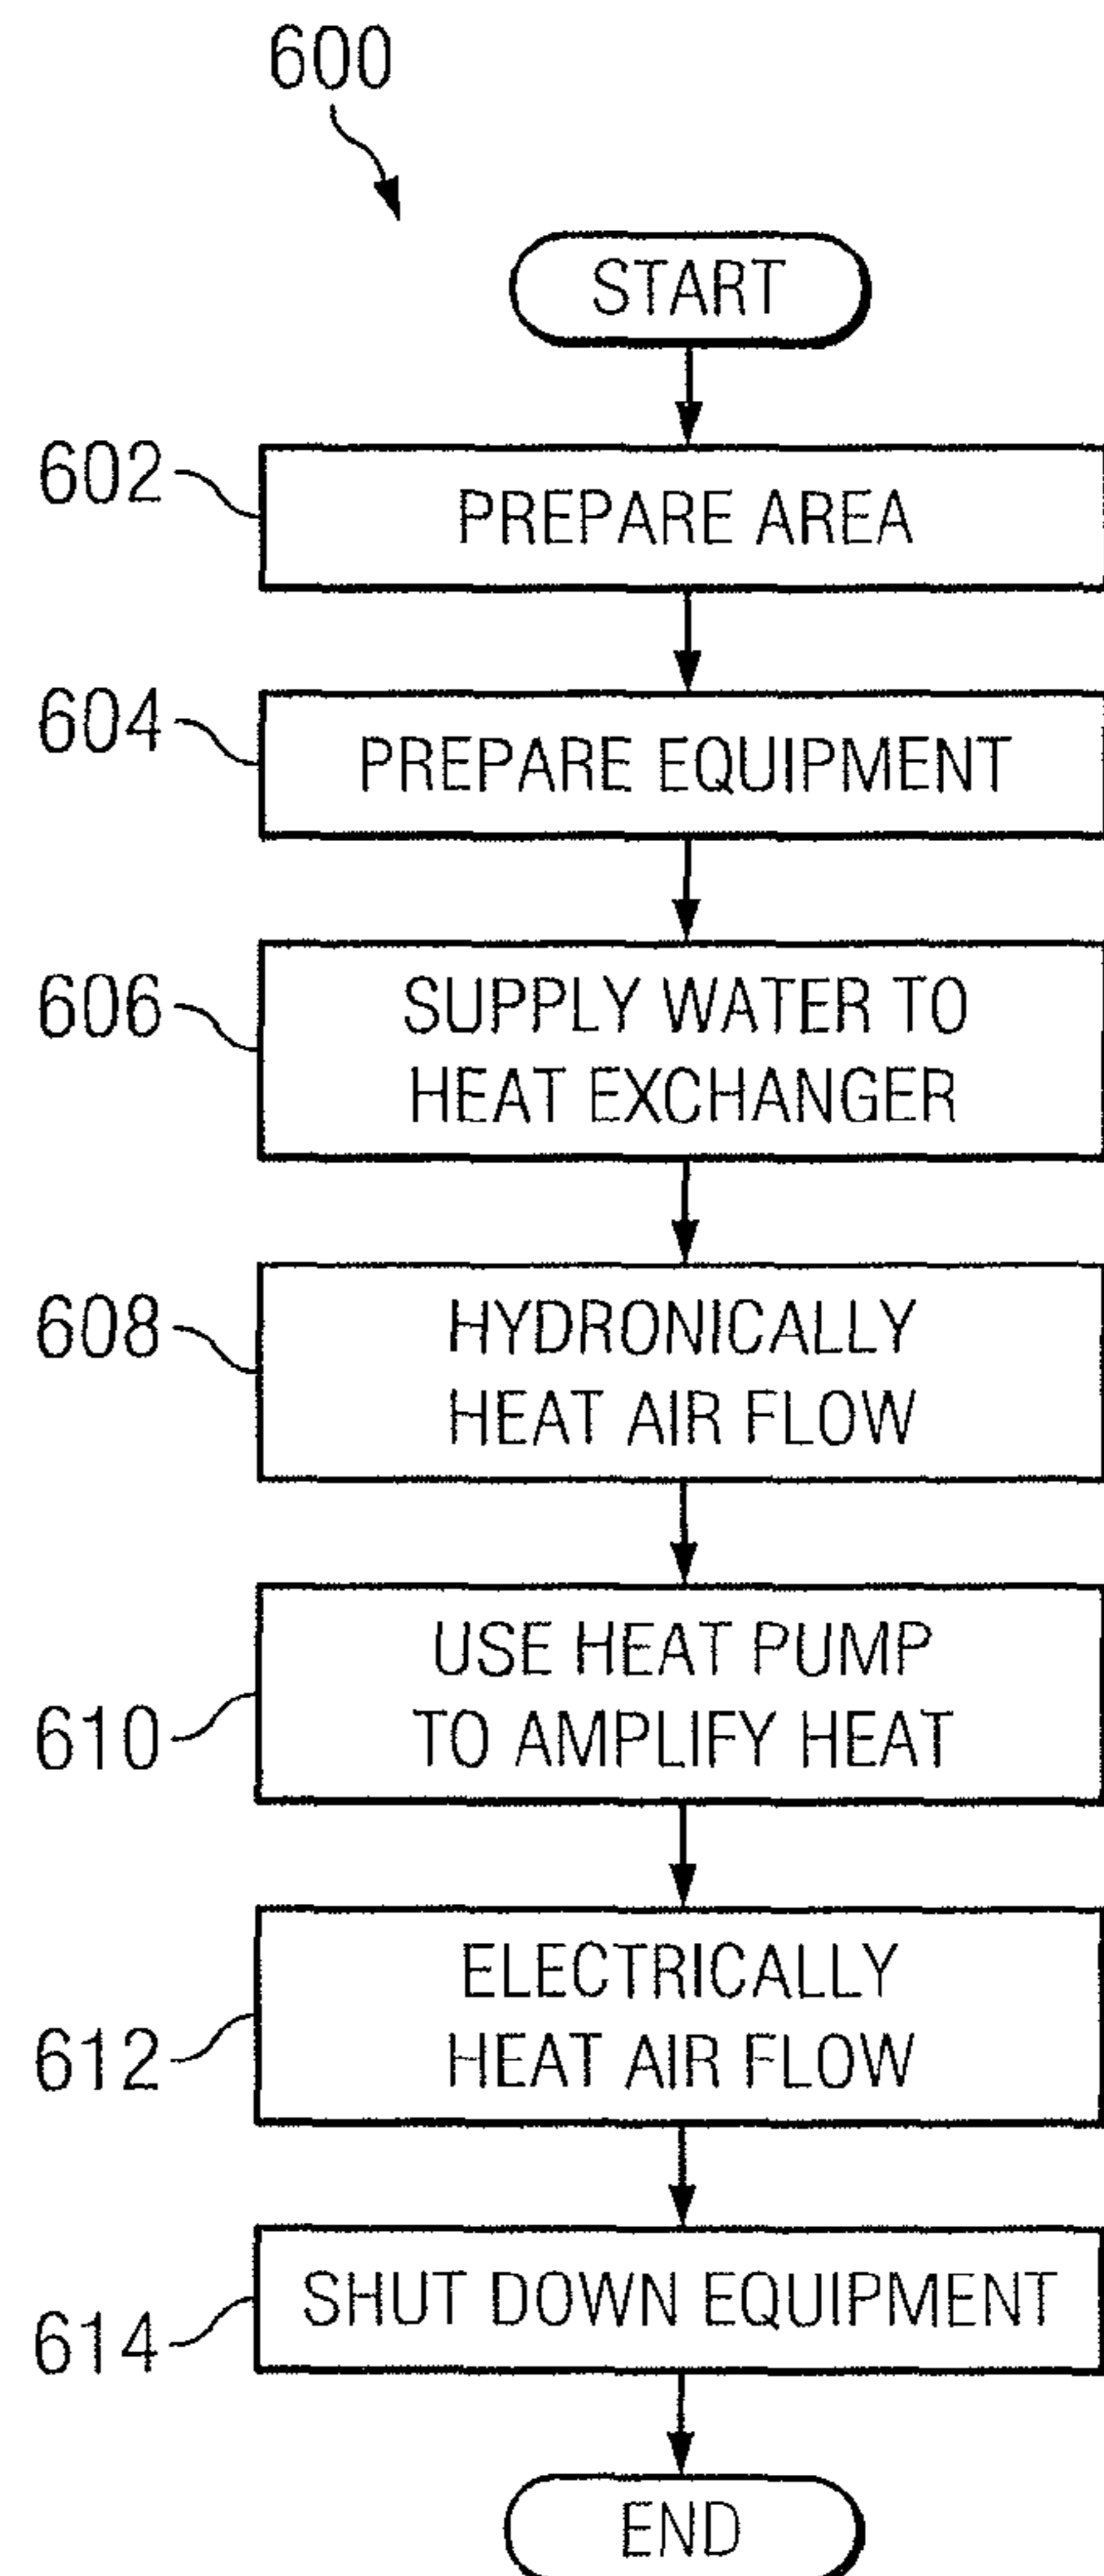 600
START
602
PREPARE AREA
604
PREPARE EQUIPMENT
606
SUPPLY WATER TO
HEAT EXCHANGER
608
HYDRONICALLY
HEAT AIR FLOW
610
USE HEAT PUMP
TO AMPLIFY HEAT
612
ELECTRICALLY
HEAT AIR FLOW
614
SHUT DOWN EQUIPMENT
END